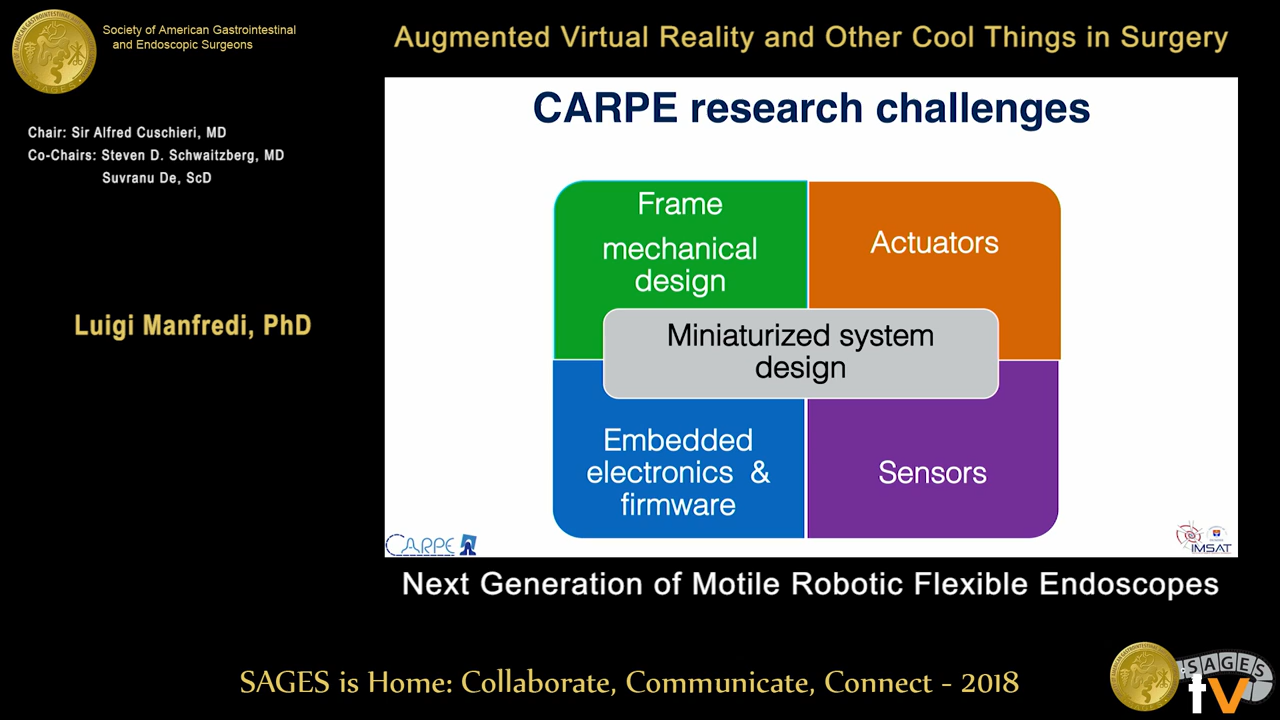 Society of American Gastrointestinal
and Endoscopic Surgeons
Augmented Virtual Reality and Other Cool Things in Surgery
Chair: Sir Alfred Cuschieri, MD
Co-Chairs: Steven D. Schwaitzberg, MD
Suvranu De, ScD
Luigi Manfredi, PhD
CARPE research challenges
Frame
mechanical
design
Actuators
Miniaturized system
design
Embedded
electronics &
firmware
Sensors
CARPE
IMSAT
Next Generation of Motile Robotic Flexible Endoscopes
SAGES is Home: Collaborate, Communicate, Connect - 2018
SAGES
tv